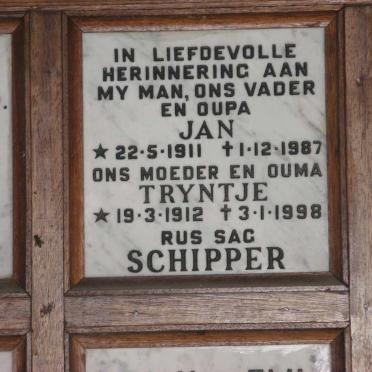 IN LIEFDEVOLLE
HERINNERING AAN
MY MAN, ONS VADER
EN OUPA
JAN
★ 22·5·1911 ✝1·12·1987
ONS MOEDER EN OUMA
TRYNTJE
★ 19·3·1912 ✝3·1·1998
RUS SAG
SCHIPPER